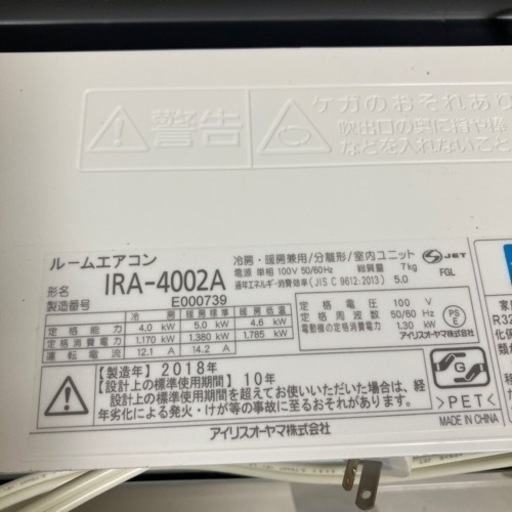 警告
ケガのおそれあり
吹出口の奥に指や棒
などを入れないこと
ルームエアコン
冷房・暖房兼用/分離形/室内ユニット
JET
形名 IRA-4002A
電源 単相 100V 50/60Hz 総質量 7kg
FGL
通年エネルギー消費効率(JIS C 9612:2013) 5.0
製造番号 E000739
冷房 暖房標準 暖房低温
定格能力 4.0 kW 5.0 kW 4.6 kW
定格消費電力 1.170 kW 1.380 kW 1.785 kW
運転電流 12.1 A 14.2 A
定格電圧 100 V
定格周波数 50/60 Hz
電動機の定格消費電力 1.30 kW
PSE
アイリスオーヤマ株式会社
【製造年】2018年
【設計上の標準使用期間】10年
設計上の標準使用期間を超えてお使いいただいた場合は、経
年劣化による発火・けが等の事故に至るおそれがあります。
アイリスオーヤマ株式会社
G
>PET<
MADE IN CHINA
R32